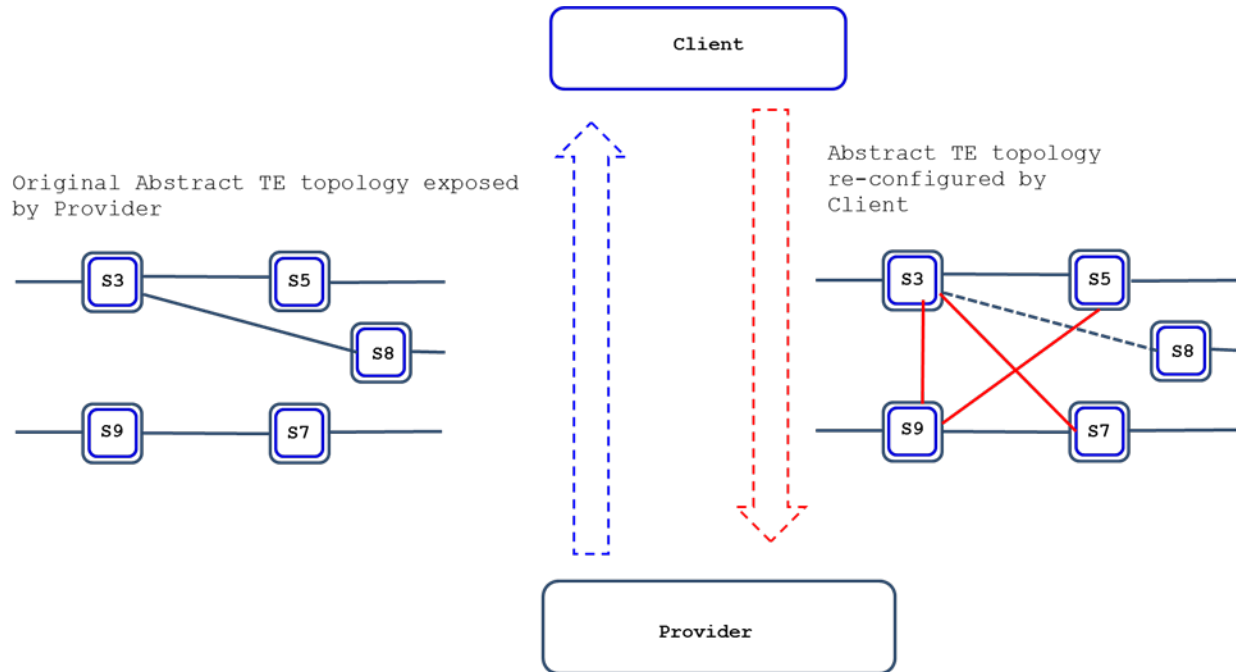 Client
Original Abstract TE topology exposed
by Provider
Abstract TE topology
re-configured by
Client
S3
S5
S8
S9
S7
S3
S5
S8
S9
S7
Provider